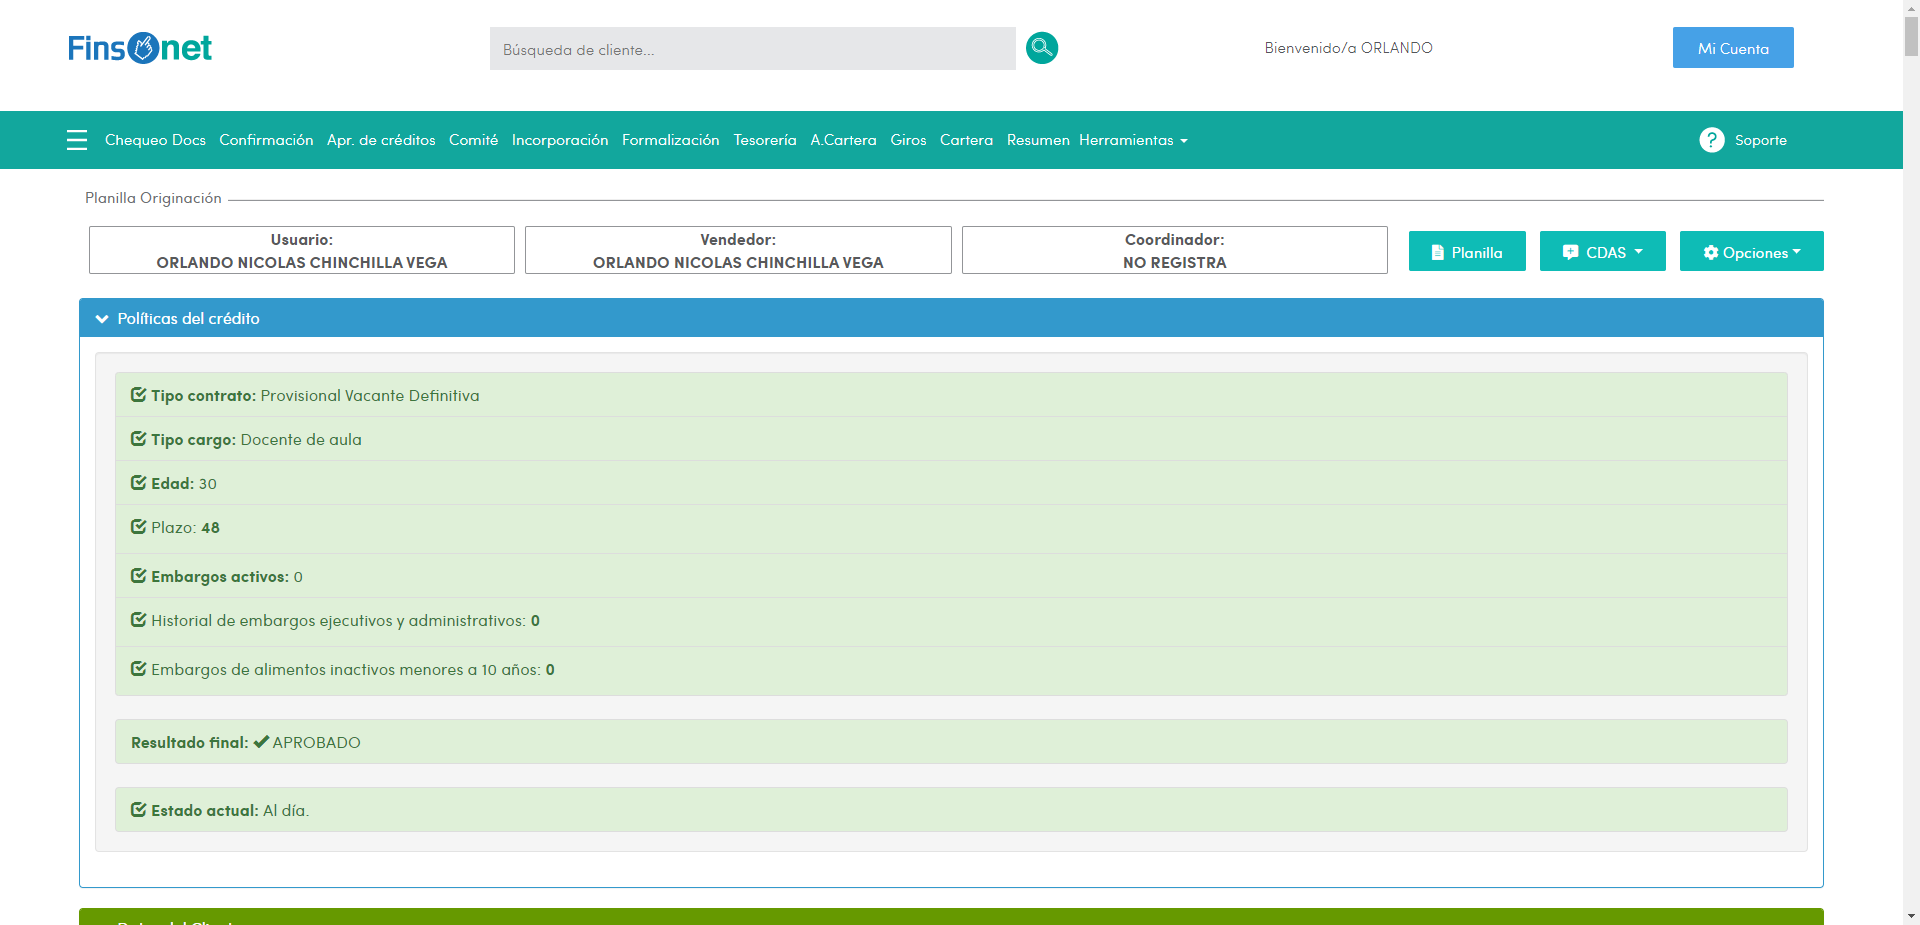 Finsonet
Búsqueda de cliente...
Bienvenido/a ORLANDO
Mi Cuenta
Chequeo Docs Confirmación Apr. de créditos Comité Incorporación Formalización Tesorería A.Cartera Giros Cartera Resumen Herramientas
? Soporte
Planilla Originación
Usuario:
ORLANDO NICOLAS CHINCHILLA VEGA
Vendedor:
ORLANDO NICOLAS CHINCHILLA VEGA
Coordinador:
NO REGISTRA
Planilla
CDAS
Opciones
Políticas del crédito
Tipo contrato: Provisional Vacante Definitiva
Tipo cargo: Docente de aula
Edad: 30
Plazo: 48
Embargos activos: 0
Historial de embargos ejecutivos y administrativos: 0
Embargos de alimentos inactivos menores a 10 años: 0
Resultado final: APROBADO
Estado actual: Al día.